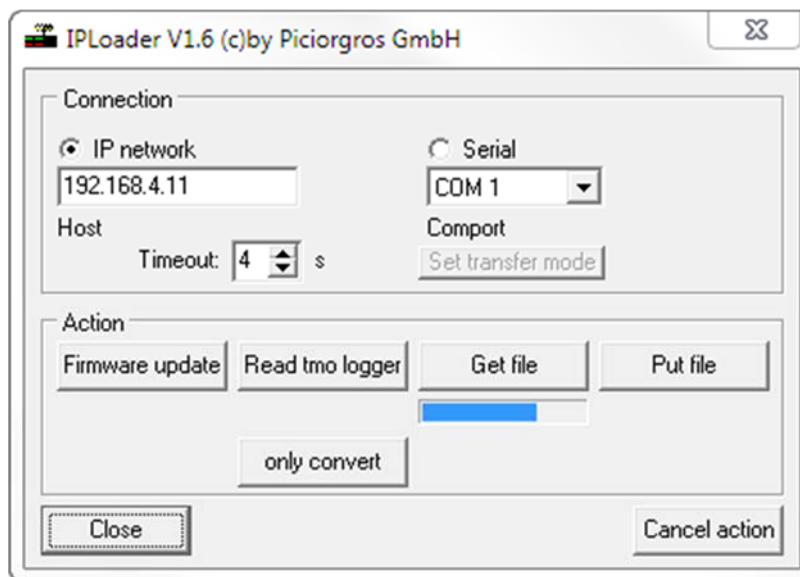 IPLoader V1.6 (c)by Piciorgros GmbH
Connection
IP network
Serial
192.168.4.11
COM 1
Host
Comport
Timeout: 4 s
Set transfer mode
Action
Firmware update
Read tmo logger
Get file
Put file
only convert
Close
Cancel action